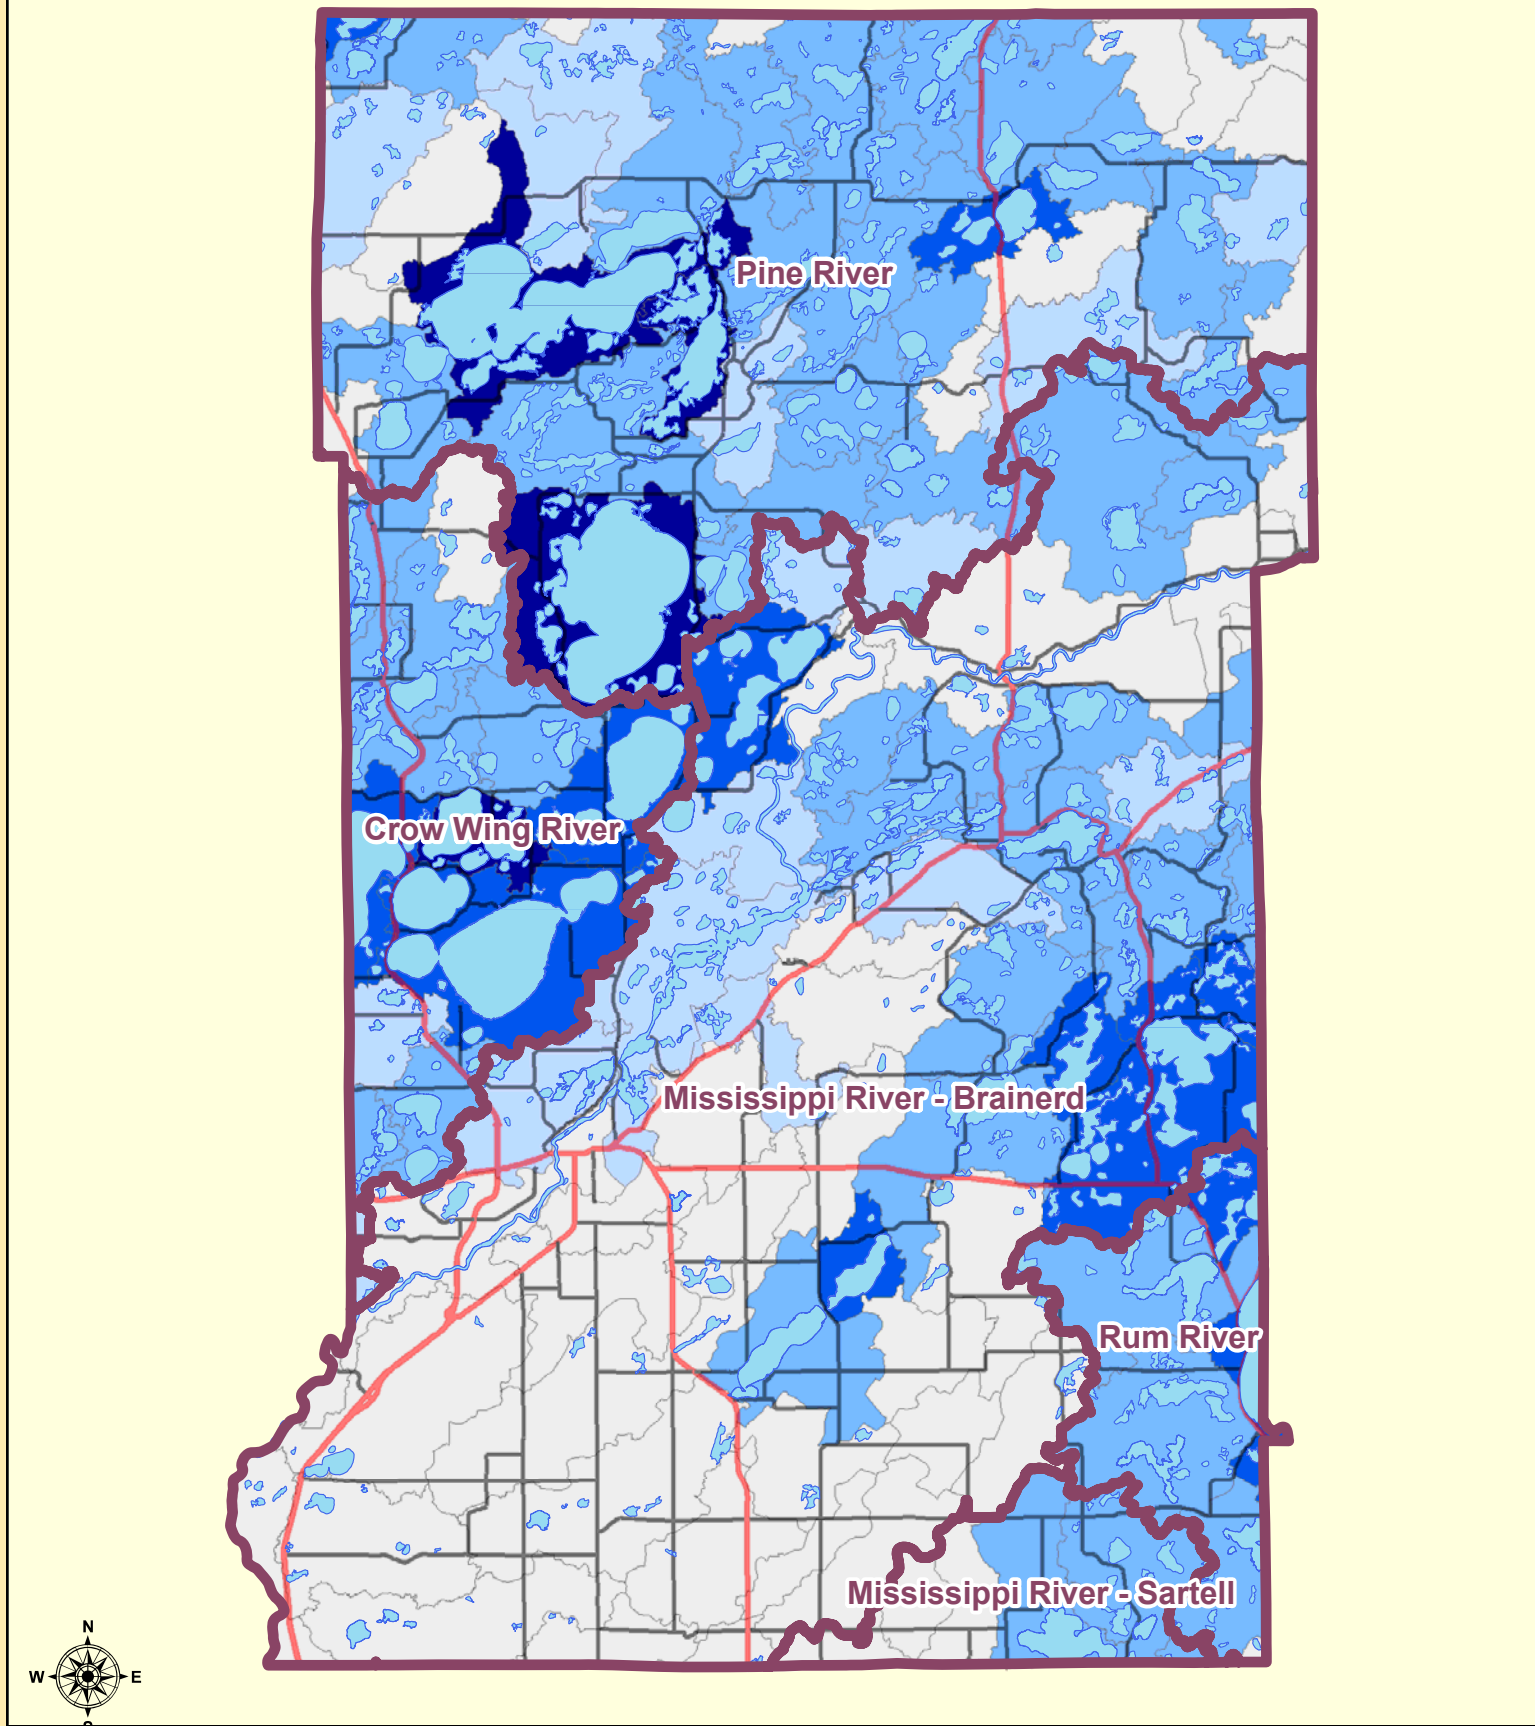 Pine River
Crow Wing River
Mississippi River - Brainerd
Rum River
Mississippi River - Sartell
N
W E
S